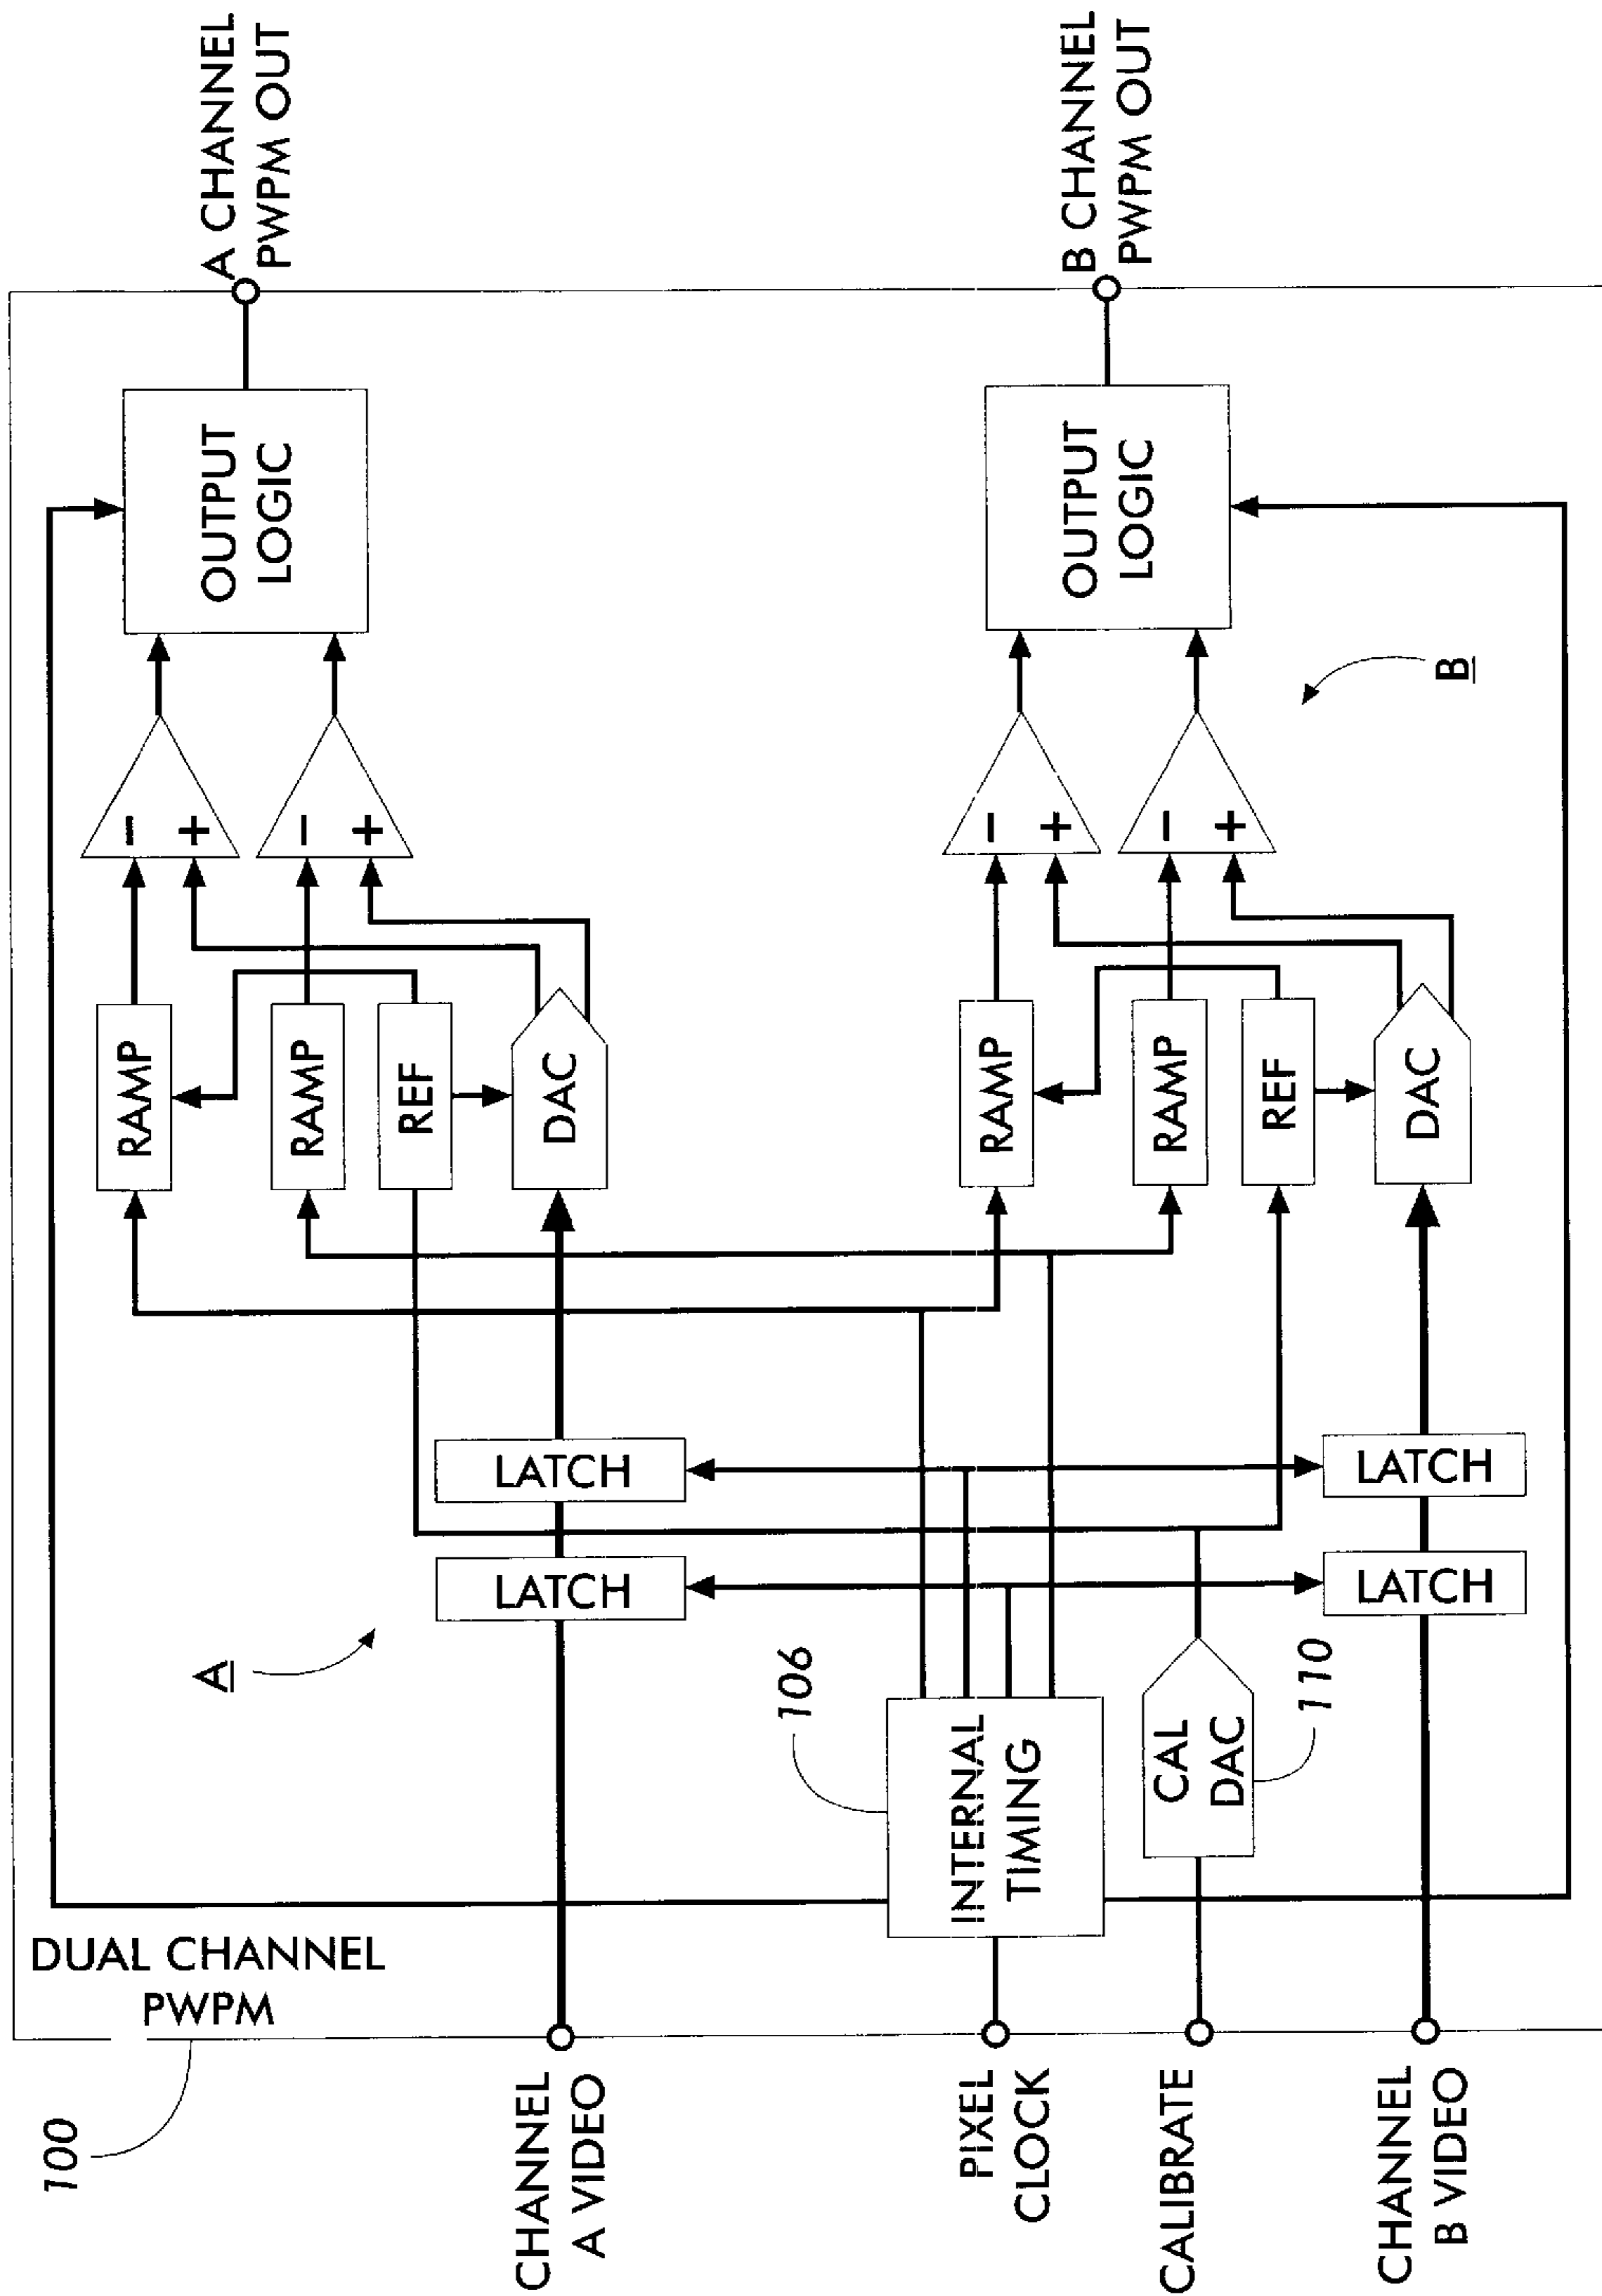 DUAL CHANNEL
PWPM
100
A
B
CHANNEL
A VIDEO
PIXEL
CLOCK
CALIBRATE
CHANNEL
B VIDEO
LATCH
LATCH
106
INTERNAL
TIMING
CAL
DAC
110
LATCH
LATCH
RAMP
RAMP
REF
DAC
-
+
-
+
OUTPUT
LOGIC
A CHANNEL
PWPM OUT
RAMP
RAMP
REF
DAC
-
+
-
+
OUTPUT
LOGIC
B CHANNEL
PWPM OUT